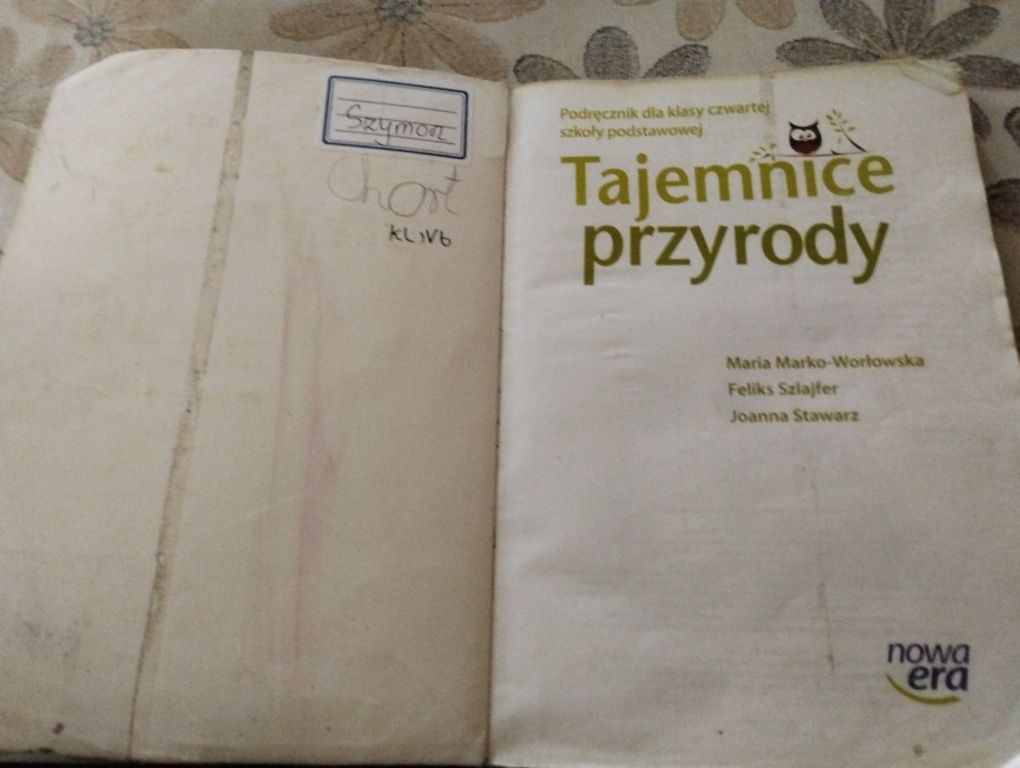 Szymon
Chort
KL IVb
Podręcznik dla klasy czwartej
szkoły podstawowej
Tajemnice
przyrody
Maria Marko-Worłowska
Feliks Szlajfer
Joanna Stawarz
nowa
era